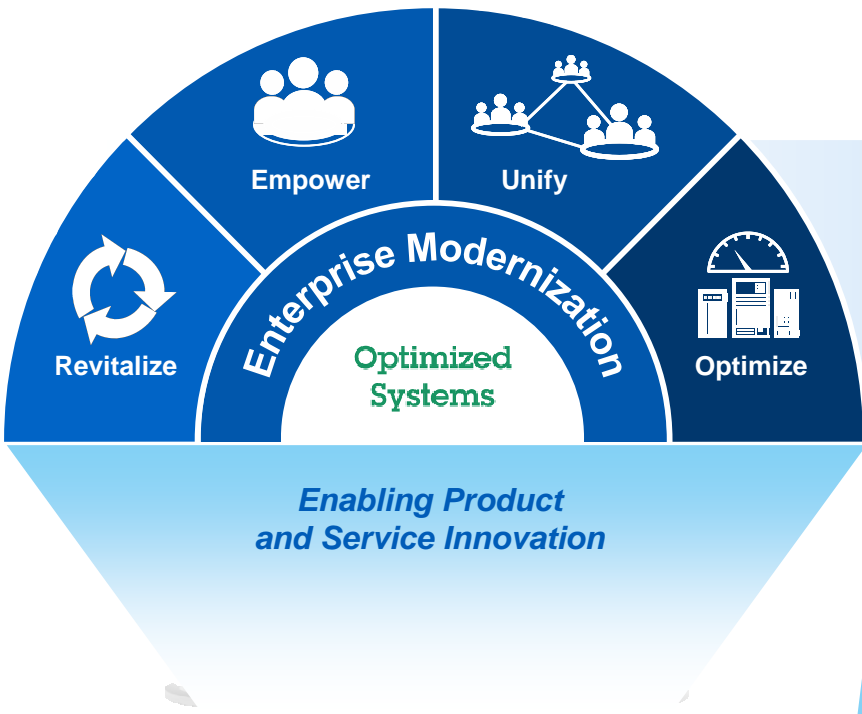 Empower
Unify
Revitalize
Optimize
Enterprise Modernization
Optimized
Systems
Enabling Product
and Service Innovation